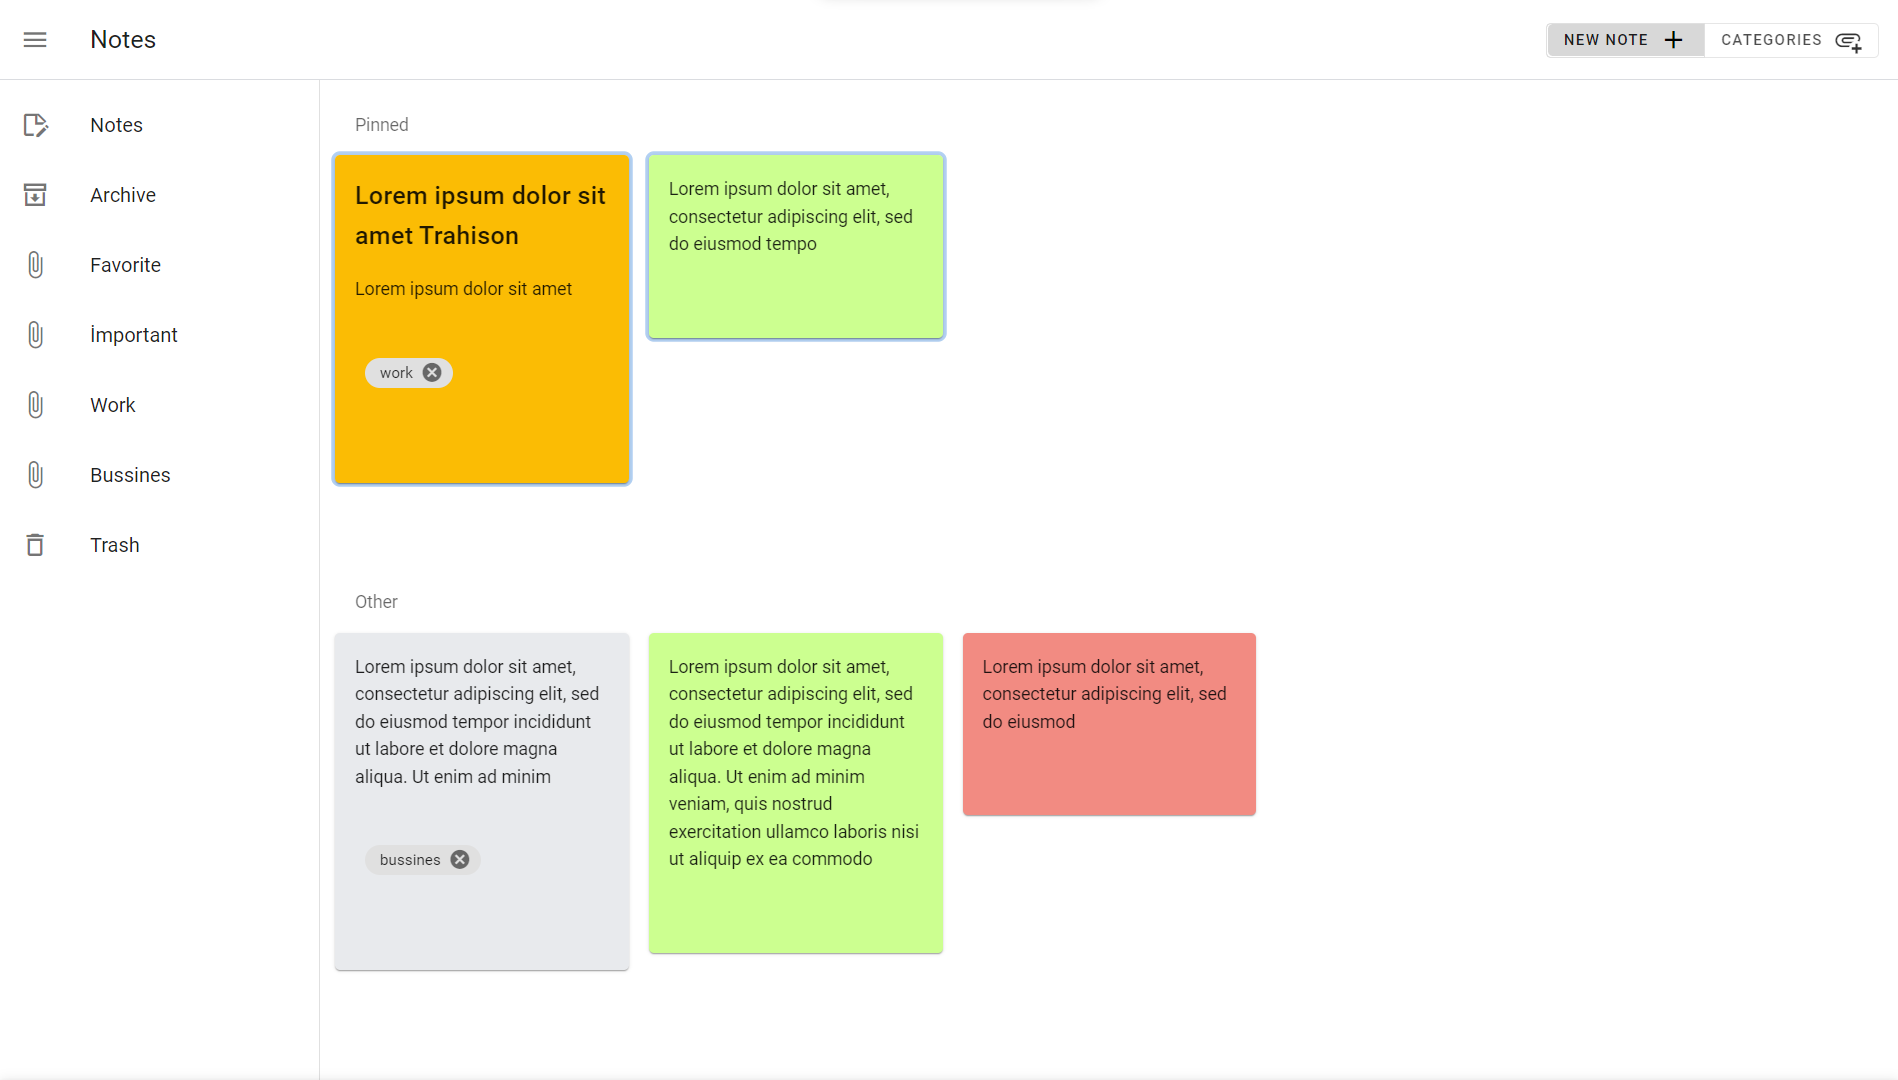 Notes
NEW NOTE
CATEGORIES
Notes
Archive
Favorite
İmportant
Work
Bussines
Trash
Pinned
Lorem ipsum dolor sit
amet Trahison
Lorem ipsum dolor sit amet
work
Lorem ipsum dolor sit amet,
consectetur adipiscing elit, sed
do eiusmod tempo
Other
Lorem ipsum dolor sit amet,
consectetur adipiscing elit, sed
do eiusmod tempor incididunt
ut labore et dolore magna
aliqua. Ut enim ad minim
bussines
Lorem ipsum dolor sit amet,
consectetur adipiscing elit, sed
do eiusmod tempor incididunt
ut labore et dolore magna
aliqua. Ut enim ad minim
veniam, quis nostrud
exercitation ullamco laboris nisi
ut aliquip ex ea commodo
Lorem ipsum dolor sit amet,
consectetur adipiscing elit, sed
do eiusmod